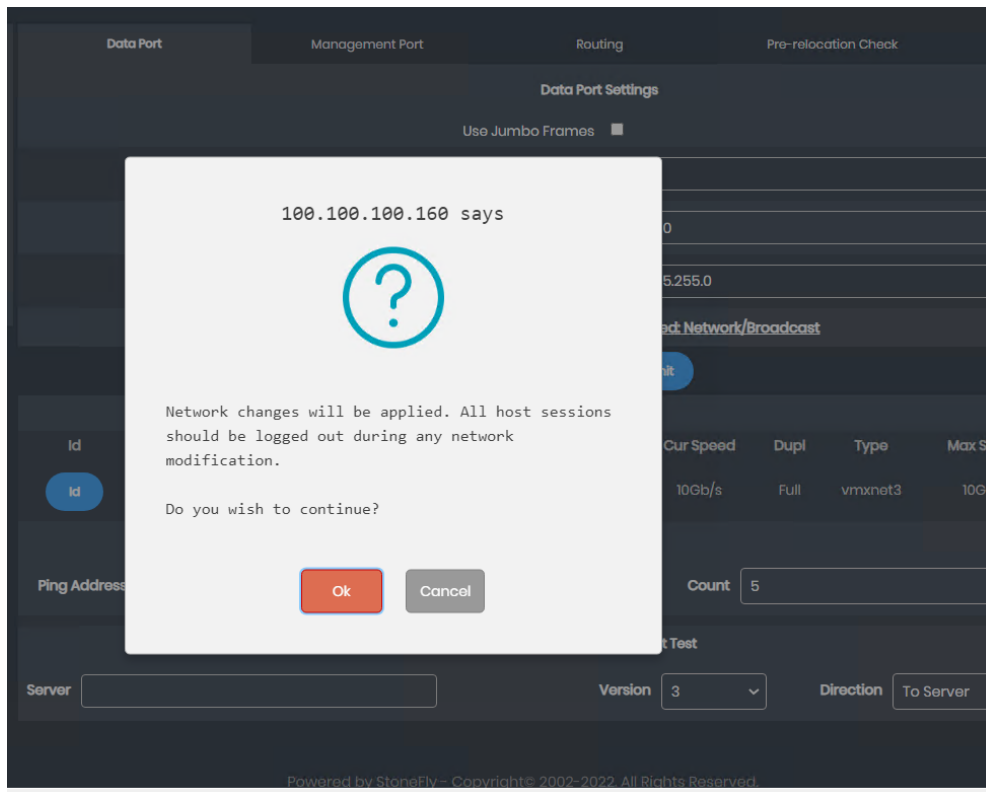 Data Port Management Port Routing Pre-relocation Check
Data Port Settings
Use Jumbo Frames
100.100.100.160 says
0
5.255.0
ed: Network/Broadcast
nit
Network changes will be applied. All host sessions
should be logged out during any network
modification.
Id Cur Speed Dupl Type Max S
Id 10Gb/s Full vmxnet3 10G
Do you wish to continue?
Ping Address Ok Cancel Count 5
t Test
Server Version 3 Direction To Server
Powered by StoneFly - Copyright© 2002-2022. All Rights Reserved.